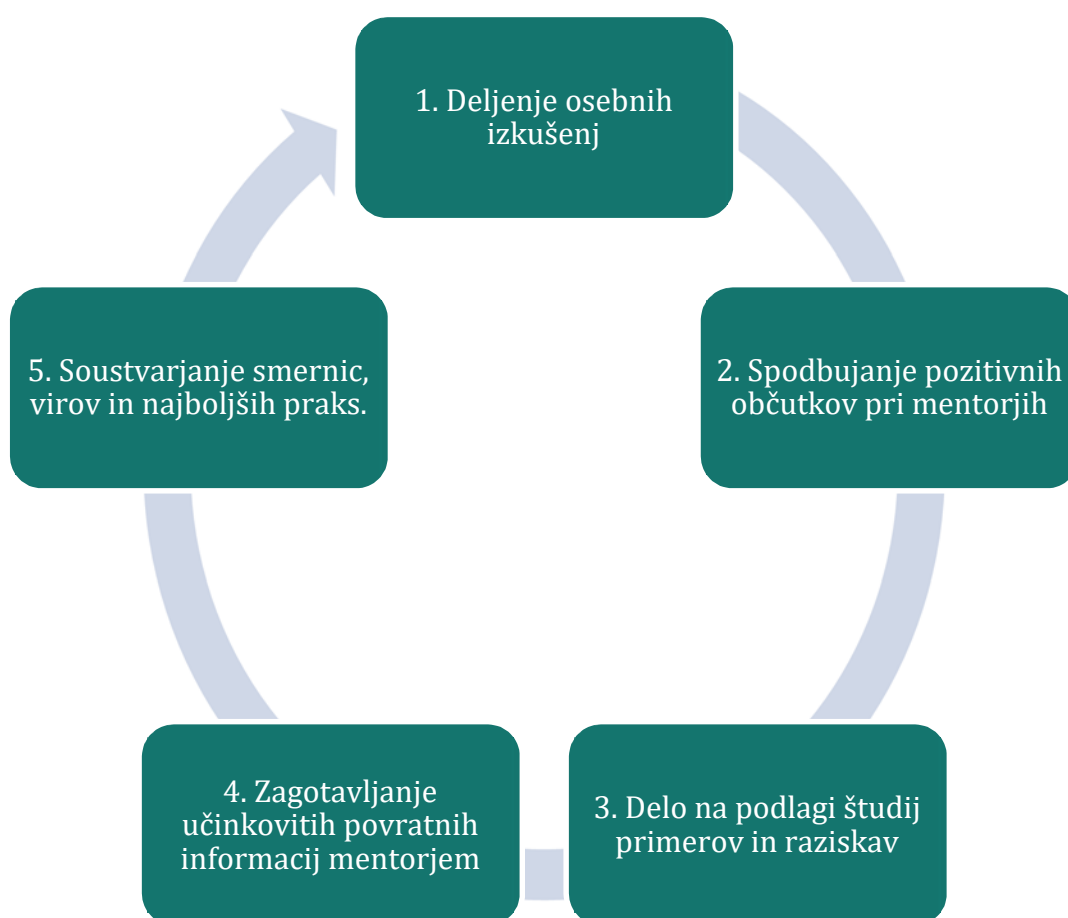 1. Deljenje osebnih
izkušenj
2. Spodbujanje pozitivnih
občutkov pri mentorjih
3. Delo na podlagi študij
primerov in raziskav
4. Zagotavljanje
učinkovitih povratnih
informacij mentorjem
5. Soustvarjanje smernic,
virov in najboljših praks.